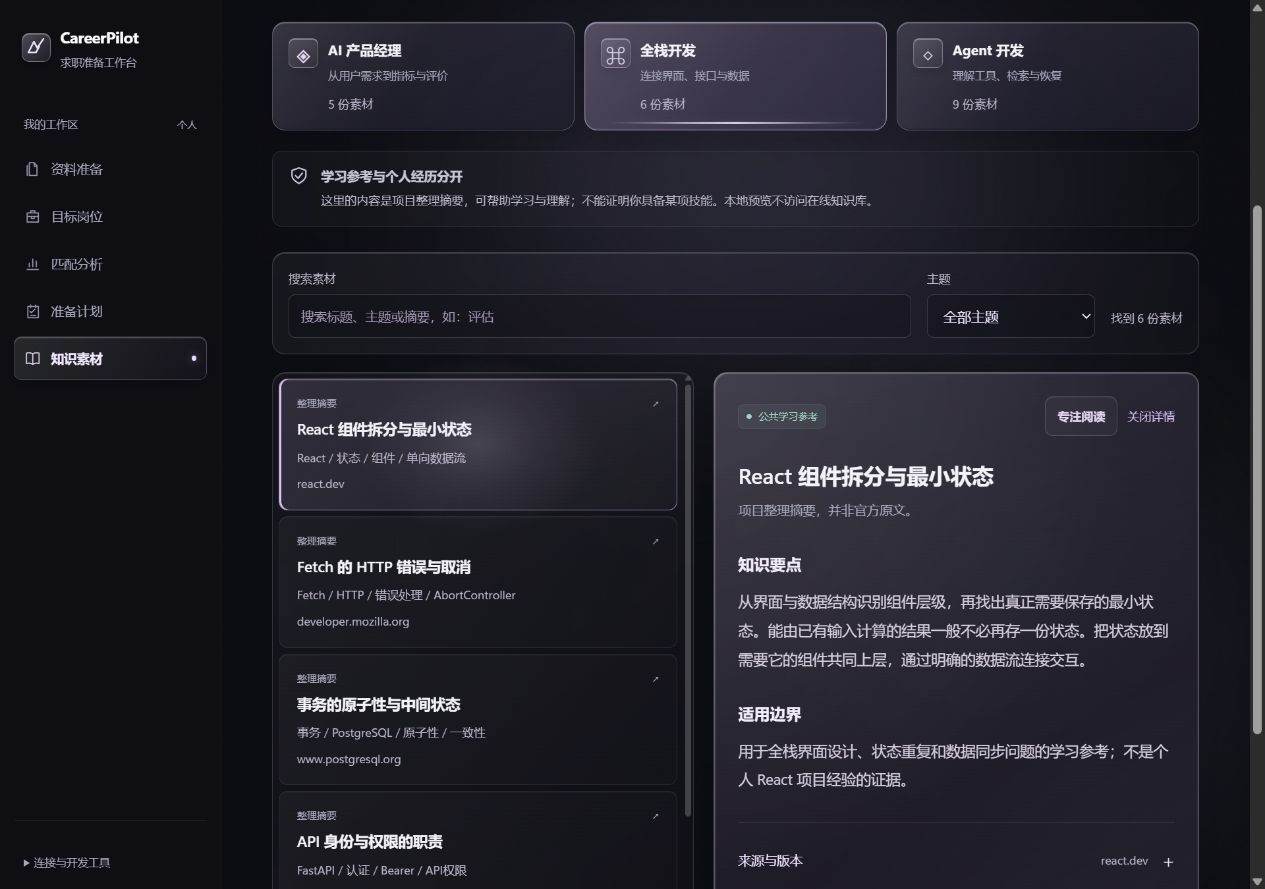 CareerPilot
求职准备工作台
我的工作区
个人
资料准备
目标岗位
匹配分析
准备计划
知识素材
连接与开发工具
AI 产品经理
从用户需求到指标与评价
5 份素材
全栈开发
连接界面、接口与数据
6 份素材
Agent 开发
理解工具、检索与恢复
9 份素材
学习参考与个人经历分开
这里的内容是项目整理摘要，可帮助学习与理解；不能证明你具备某项技能。本地预览不访问在线知识库。
搜索素材
搜索标题、主题或摘要，如：评估
主题
全部主题
找到 6 份素材
整理摘要
React 组件拆分与最小状态
React / 状态 / 组件 / 单向数据流
react.dev
整理摘要
Fetch 的 HTTP 错误与取消
Fetch / HTTP / 错误处理 / AbortController
developer.mozilla.org
整理摘要
事务的原子性与中间状态
事务 / PostgreSQL / 原子性 / 一致性
www.postgresql.org
整理摘要
API 身份与权限的职责
FastAPI / 认证 / Bearer / API权限
公共学习参考
专注阅读
关闭详情
React 组件拆分与最小状态
项目整理摘要，并非官方原文。
知识要点
从界面与数据结构识别组件层级，再找出真正需要保存的最小状
态。能由已有输入计算的结果一般不必再存一份状态。把状态放到
需要它的组件共同上层，通过明确的数据流连接交互。
适用边界
用于全栈界面设计、状态重复和数据同步问题的学习参考；不是个
人 React 项目经验的证据。
来源与版本
react.dev